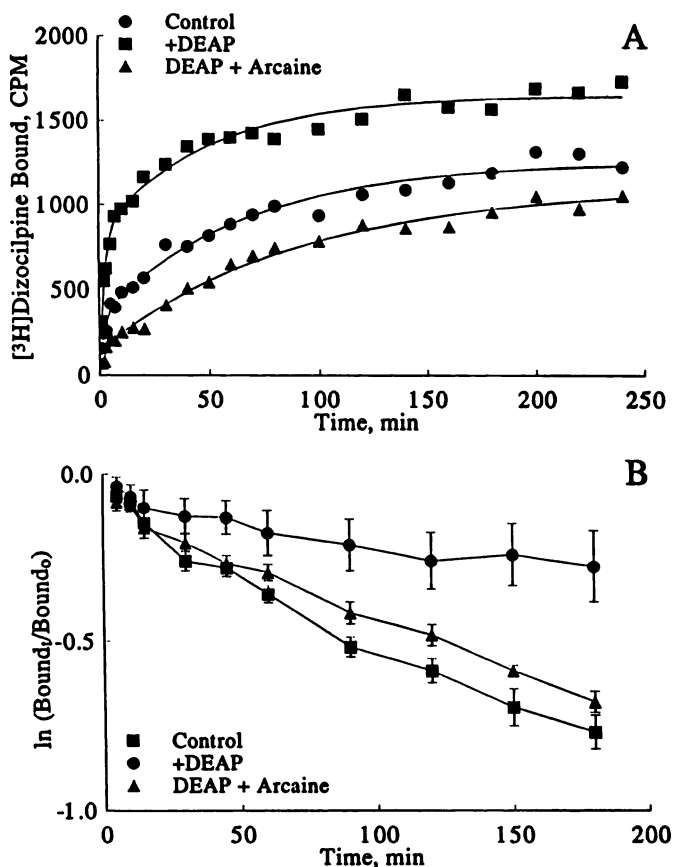 A
Control
+DEAP
DEAP + Arcaine
[³H]Dizocilpine Bound, CPM
2000
1500
1000
500
0
0 50 100 150 200 250
Time, min
B
ln (Boundₜ/Bound₀)
0.0
-0.5
-1.0
Control
+DEAP
DEAP + Arcaine
0 50 100 150 200
Time, min